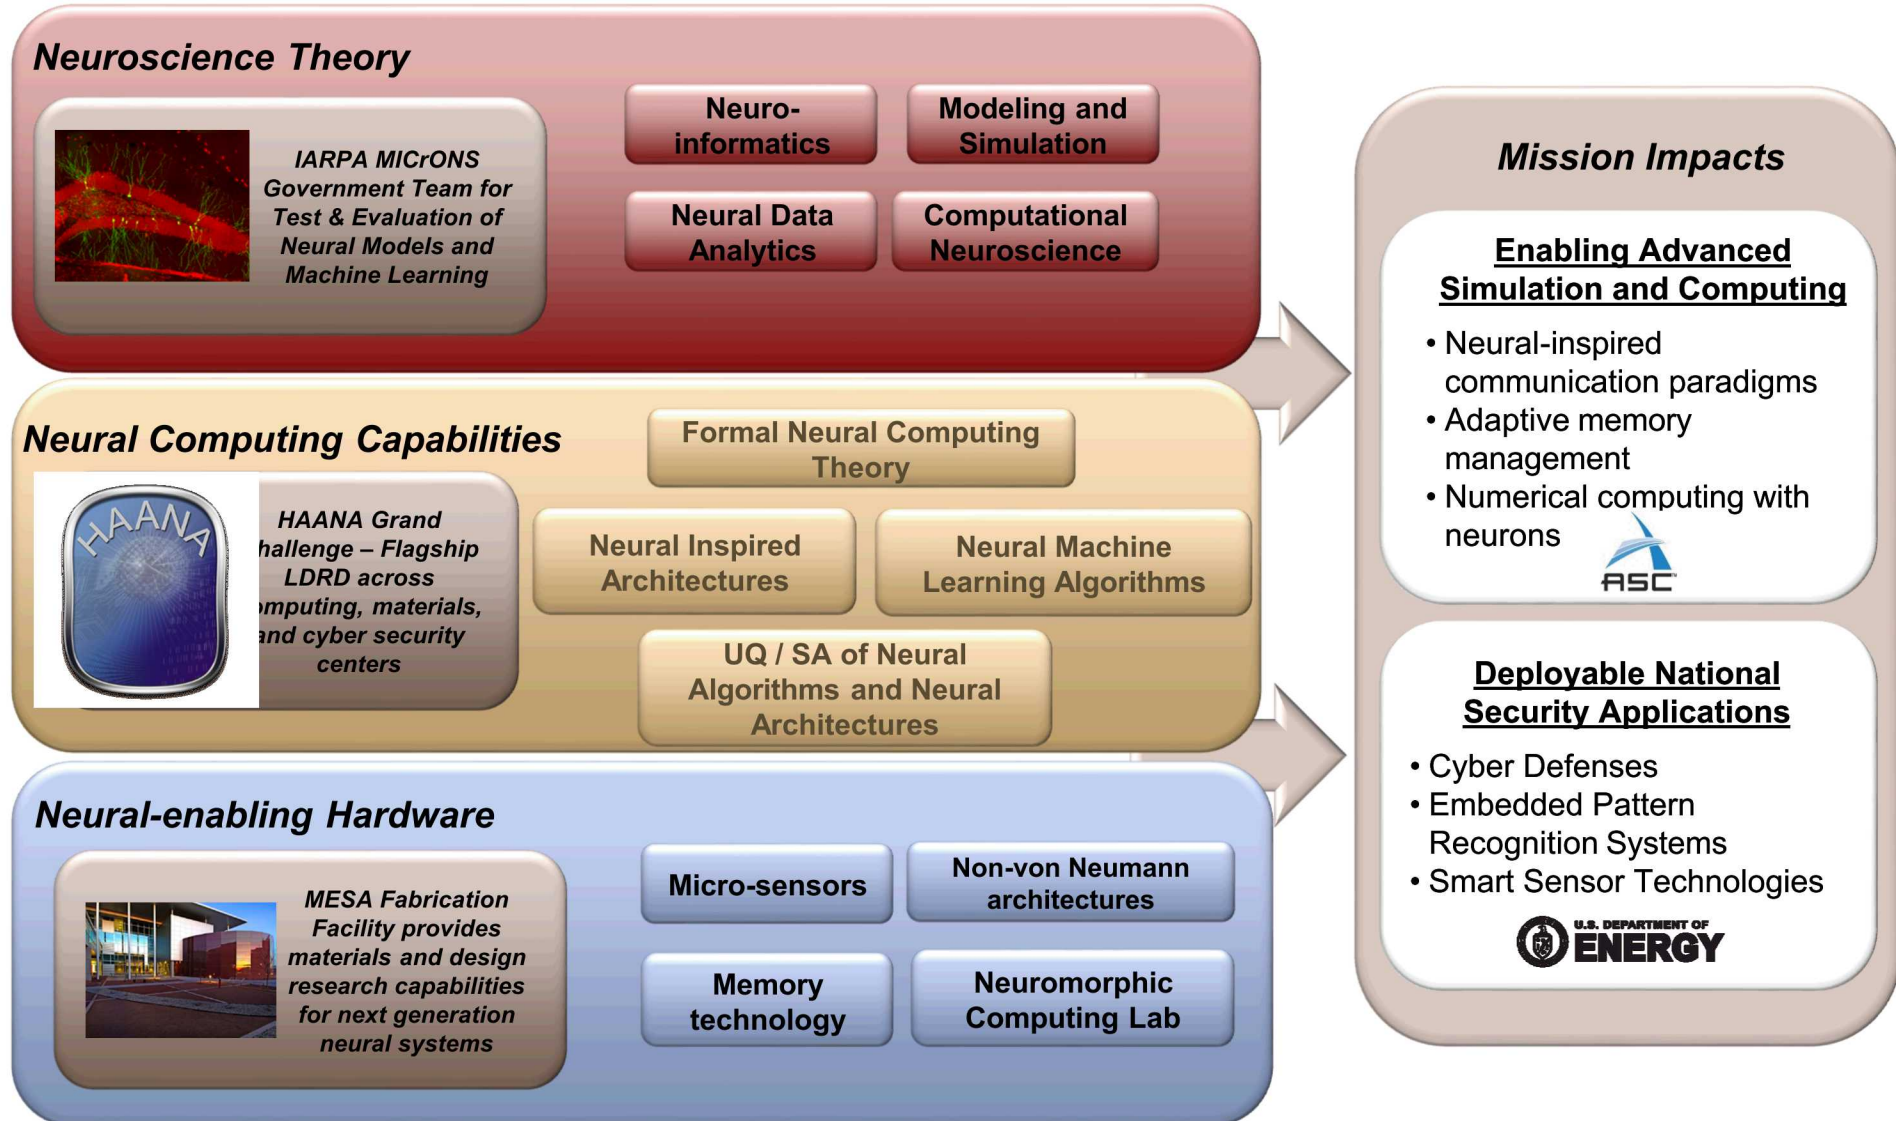 Neuroscience Theory
IARPA MICrONS
Government Team for
Test & Evaluation of
Neural Models and
Machine Learning
Neuro-
informatics
Modeling and
Simulation
Neural Data
Analytics
Computational
Neuroscience
Neural Computing Capabilities
HAANA
HAANA Grand
hallenge – Flagship
LDRD across
omputing, materials,
and cyber security
centers
Formal Neural Computing
Theory
Neural Inspired
Architectures
Neural Machine
Learning Algorithms
UQ / SA of Neural
Algorithms and Neural
Architectures
Neural-enabling Hardware
MESA Fabrication
Facility provides
materials and design
research capabilities
for next generation
neural systems
Micro-sensors
Non-von Neumann
architectures
Memory
technology
Neuromorphic
Computing Lab
Mission Impacts
Enabling Advanced
Simulation and Computing
• Neural-inspired
communication paradigms
• Adaptive memory
management
• Numerical computing with
neurons
ASC
Deployable National
Security Applications
• Cyber Defenses
• Embedded Pattern
Recognition Systems
• Smart Sensor Technologies
U.S. DEPARTMENT OF
ENERGY